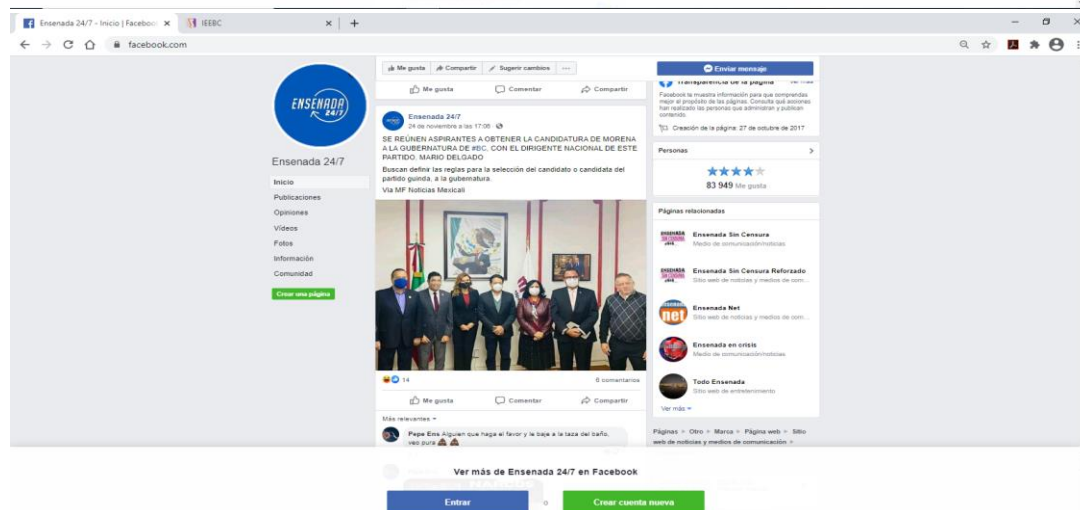 Ensenada 24/7 - Inicio | Faceboo
IEEBC
facebook.com
ENSENADA
24/7
Ensenada 24/7
Inicio
Publicaciones
Opiniones
Vídeos
Fotos
Información
Comunidad
Crear una página
Me gusta Compartir Sugerir cambios ...
Me gusta Comentar Compartir
Ensenada 24/7
24 de noviembre a las 17:06
SE REÚNEN ASPIRANTES A OBTENER LA CANDIDATURA DE MORENA
A LA GUBERNATURA DE #BC, CON EL DIRIGENTE NACIONAL DE ESTE
PARTIDO, MARIO DELGADO
Buscan definir las reglas para la selección del candidato o candidata del
partido guinda, a la gubernatura.
Vía MF Noticias Mexicali
14 6 comentarios
Me gusta Comentar Compartir
Más relevantes
Pepe Ens Alguien que haga el favor y le baje a la taza del baño,
veo pura
Enviar mensaje
Transparencia de la página Ver más
Facebook te muestra información para que comprendas
mejor el propósito de las páginas. Consulta qué acciones
han realizado las personas que administran y publican
contenido.
Creación de la página: 27 de octubre de 2017
Personas
83 949 Me gusta
Páginas relacionadas
Ensenada Sin Censura
Medio de comunicación/noticias
Ensenada Sin Censura Reforzado
Sitio web de noticias y medios de com...
net
Ensenada Net
Sitio web de noticias y medios de com...
Ensenada en crisis
Medio de comunicación/noticias
Todo Ensenada
Sitio web de entretenimiento
Ver más
Páginas Otro Marca Página web Sitio
web de noticias y medios de comunicación
Ver más de Ensenada 24/7 en Facebook
Entrar o Crear cuenta nueva